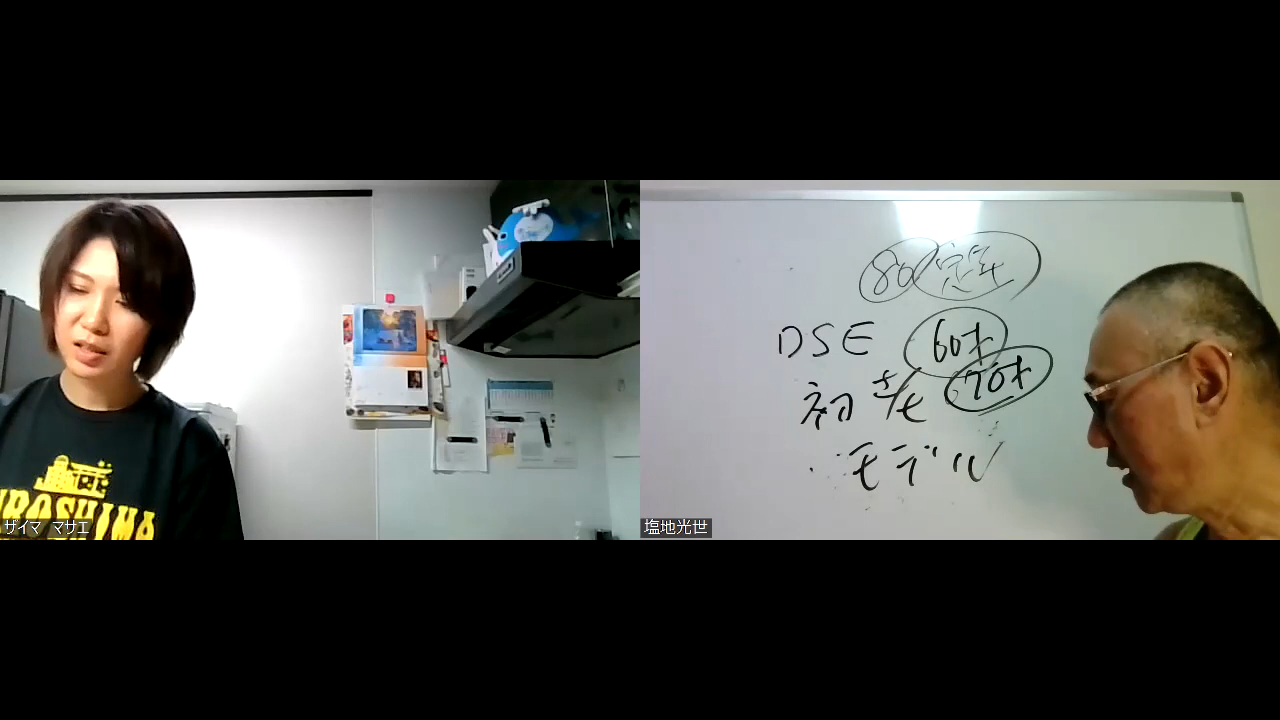 80 定年
DSE 60才
初老 70才
モデル
HIROSHIMA
ザイマ マサエ
塩地光世